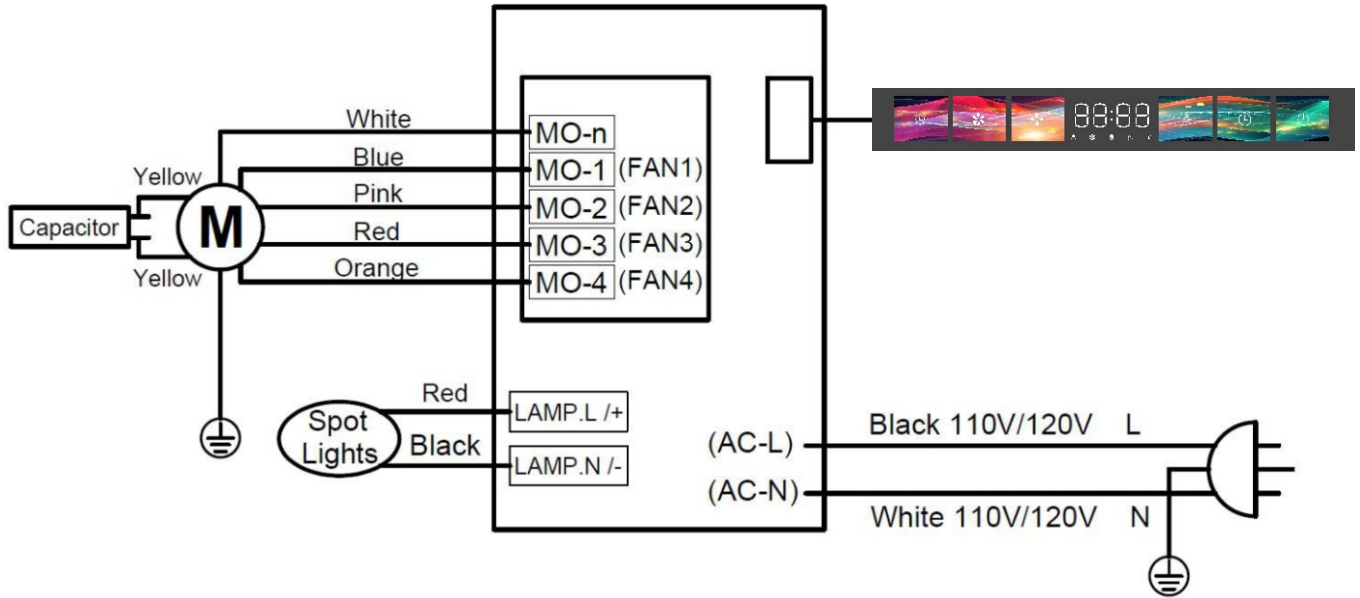 White
MO-n
Blue
MO-1 (FAN1)
Pink
MO-2 (FAN2)
Red
MO-3 (FAN3)
Orange
MO-4 (FAN4)
Yellow
Capacitor
M
Yellow
88:88
Red
LAMP.L /+
Spot
Lights
Black
LAMP.N /-
(AC-L)
Black 110V/120V L
(AC-N)
White 110V/120V N